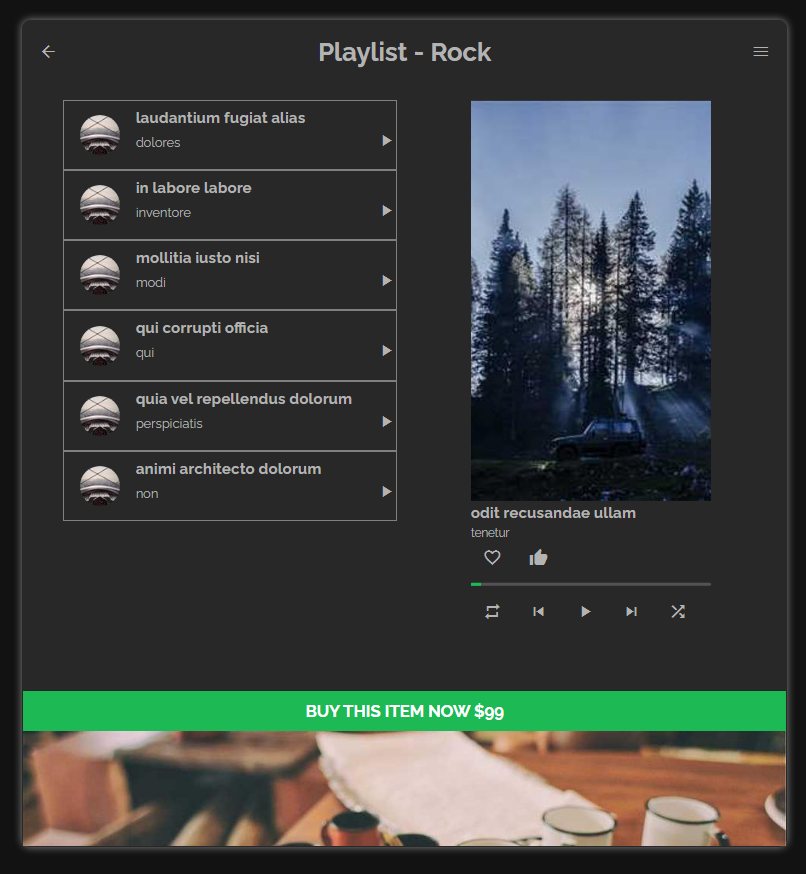 Playlist - Rock
laudantium fugiat alias
dolores
in labore labore
inventore
mollitia iusto nisi
modi
qui corrupti officia
qui
quia vel repellendus dolorum
perspiciatis
animi architecto dolorum
non
odit recusandae ullam
tenetur
BUY THIS ITEM NOW $99